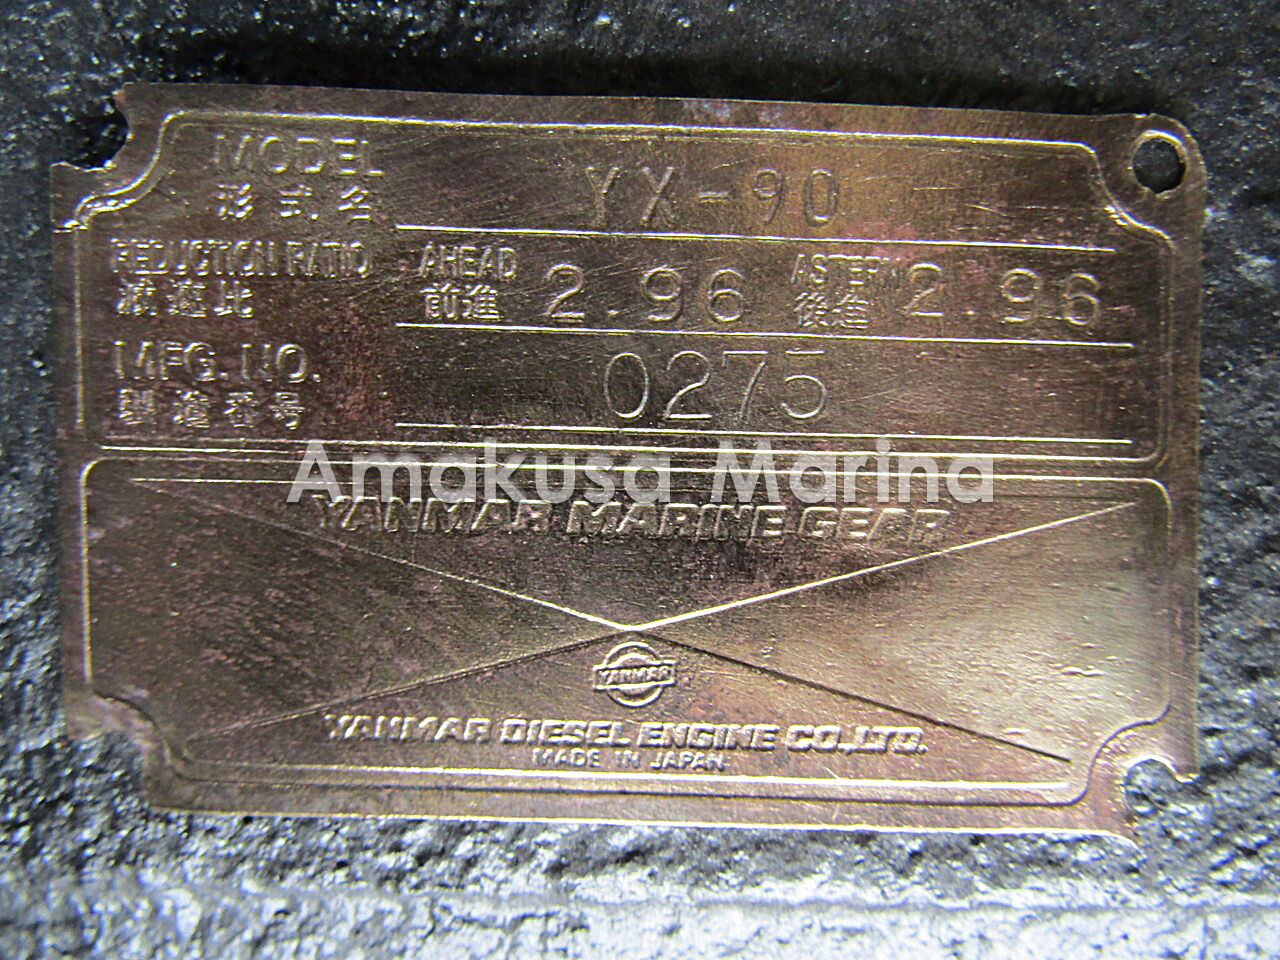 MODEL YX-90
形式名
REDUCTION RATIO AHEAD 2.96 ASTERN 2.96
減速比 前進 後進
MFG. NO. 0275
製造番号
Amakusa Marina
YANMAR MARINE GEAR
YANMAR
YANMAR DIESEL ENGINE CO.,LTD.
MADE IN JAPAN